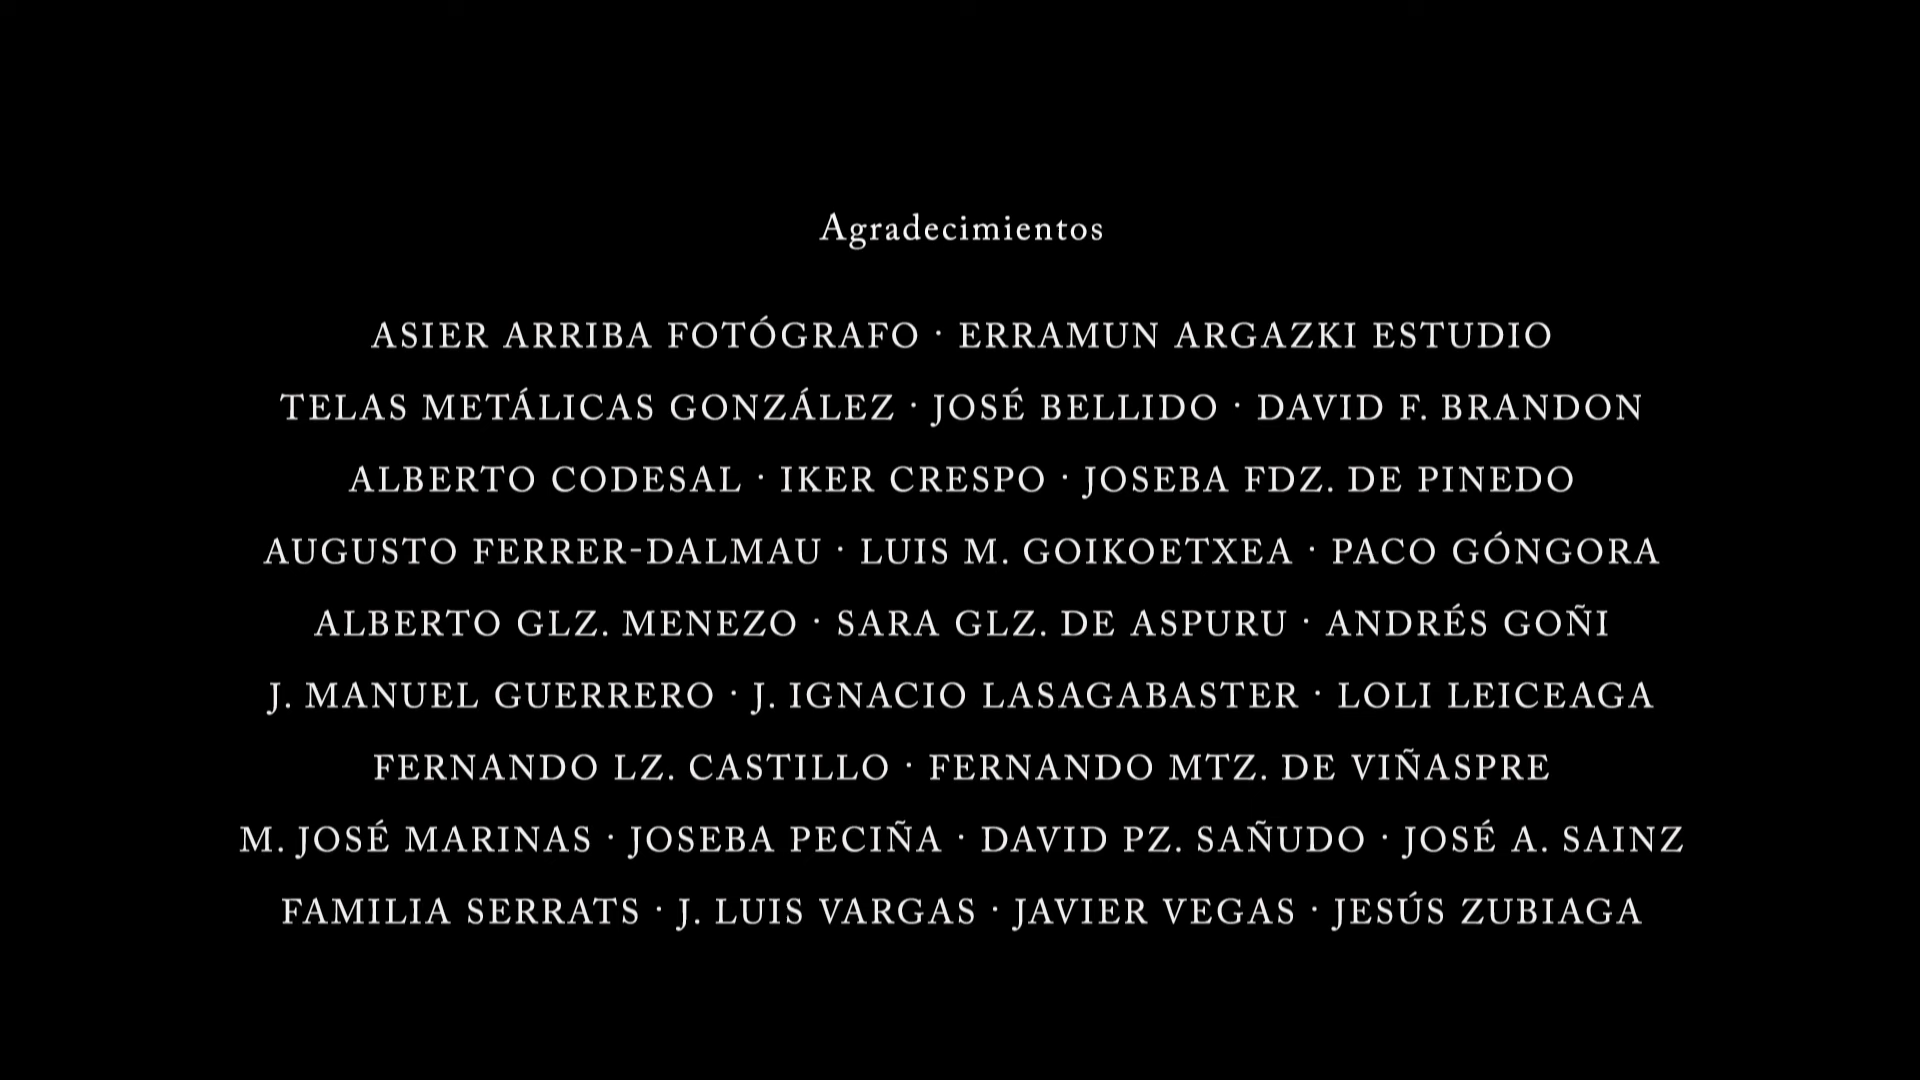 Agradecimientos
ASIER ARRIBA FOTÓGRAFO · ERRAMUN ARGAZKI ESTUDIO
TELAS METÁLICAS GONZÁLEZ · JOSÉ BELLIDO · DAVID F. BRANDON
ALBERTO CODESAL · IKER CRESPO · JOSEBA FDZ. DE PINEDO
AUGUSTO FERRER-DALMAU · LUIS M. GOIKOETXEA · PACO GÓNGORA
ALBERTO GLZ. MENEZO · SARA GLZ. DE ASPURU · ANDRÉS GOÑI
J. MANUEL GUERRERO · J. IGNACIO LASAGABASTER · LOLI LEICEAGA
FERNANDO LZ. CASTILLO · FERNANDO MTZ. DE VIÑASPRE
M. JOSÉ MARINAS · JOSEBA PECIÑA · DAVID PZ. SAÑUDO · JOSÉ A. SAINZ
FAMILIA SERRATS · J. LUIS VARGAS · JAVIER VEGAS · JESÚS ZUBIAGA